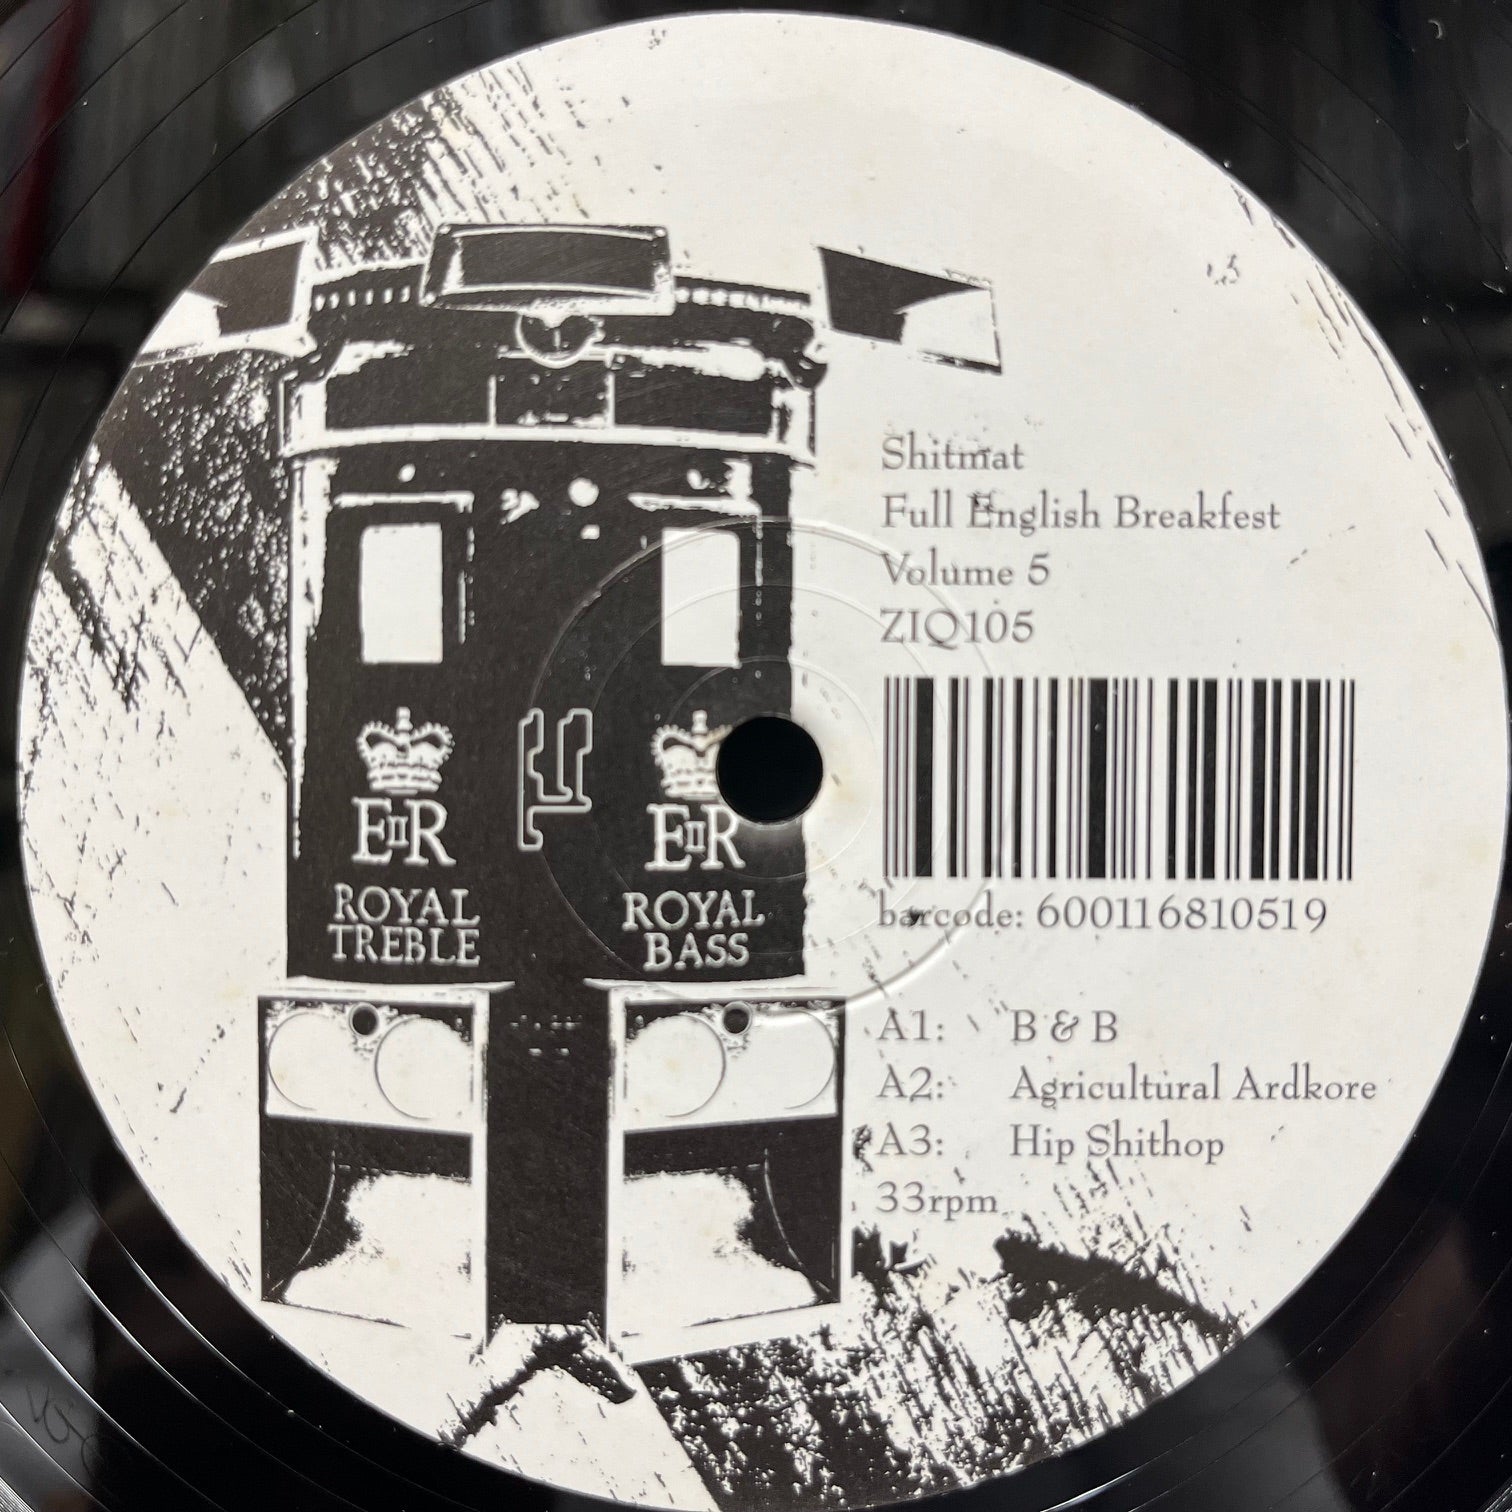 Shitmat
Full English Breakfest
Volume 5
ZIQ105
barcode: 600116810519
A1: B & B
A2: Agricultural Ardkore
A3: Hip Shithop
33rpm
EIIR
ROYAL
TREBLE
EIIR
ROYAL
BASS